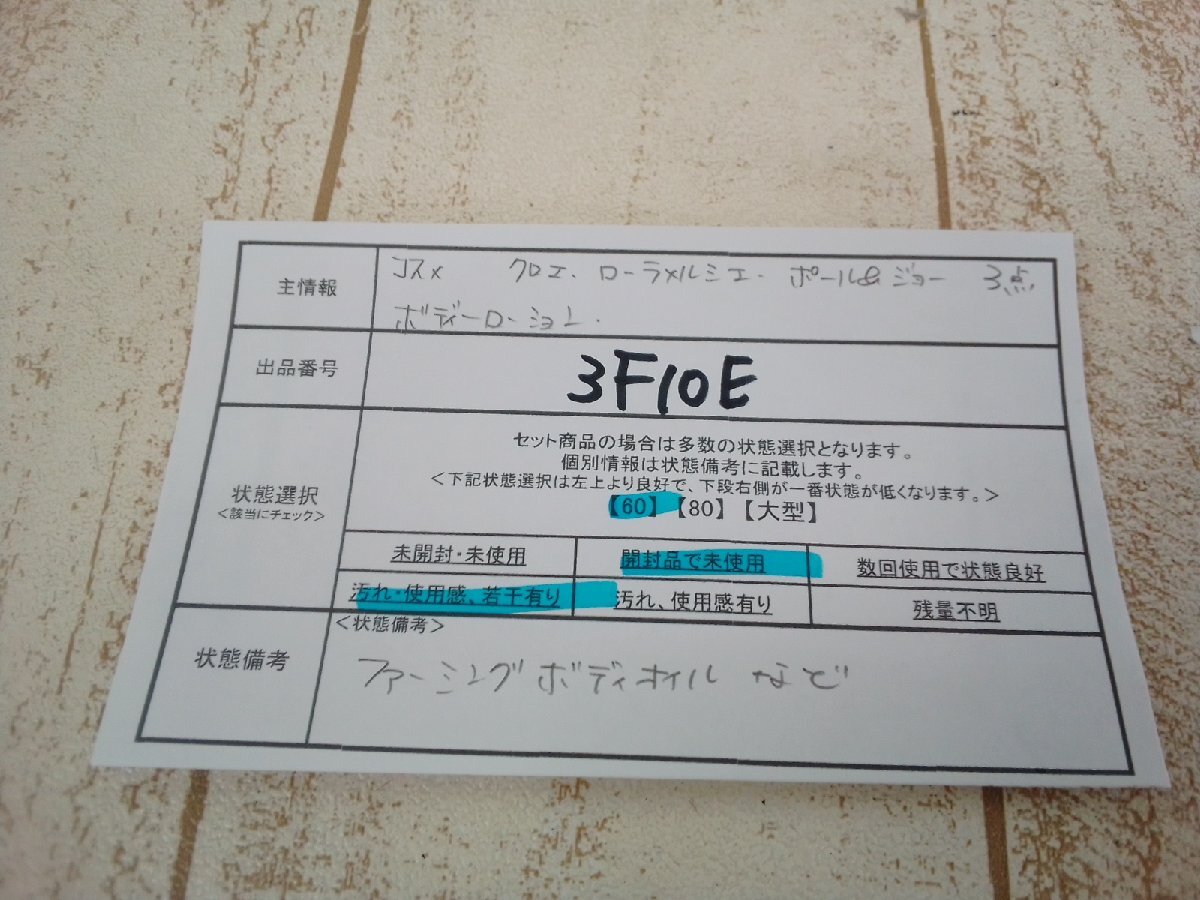 主情報
コスメ クロエ. ローラメルシエ. ポール&ジョー 3点
ボディーローション.
出品番号
3F10E
状態選択
<該当にチェック>
セット商品の場合は多数の状態選択となります。
個別情報は状態備考に記載します。
<下記状態選択は左上より良好で、下段右側が一番状態が低くなります。>
【60】【80】【大型】
未開封・未使用 開封品で未使用 数回使用で状態良好
汚れ・使用感、若干有り 汚れ、使用感有り 残量不明
状態備考
<状態備考>
ファーミングボディオイル など